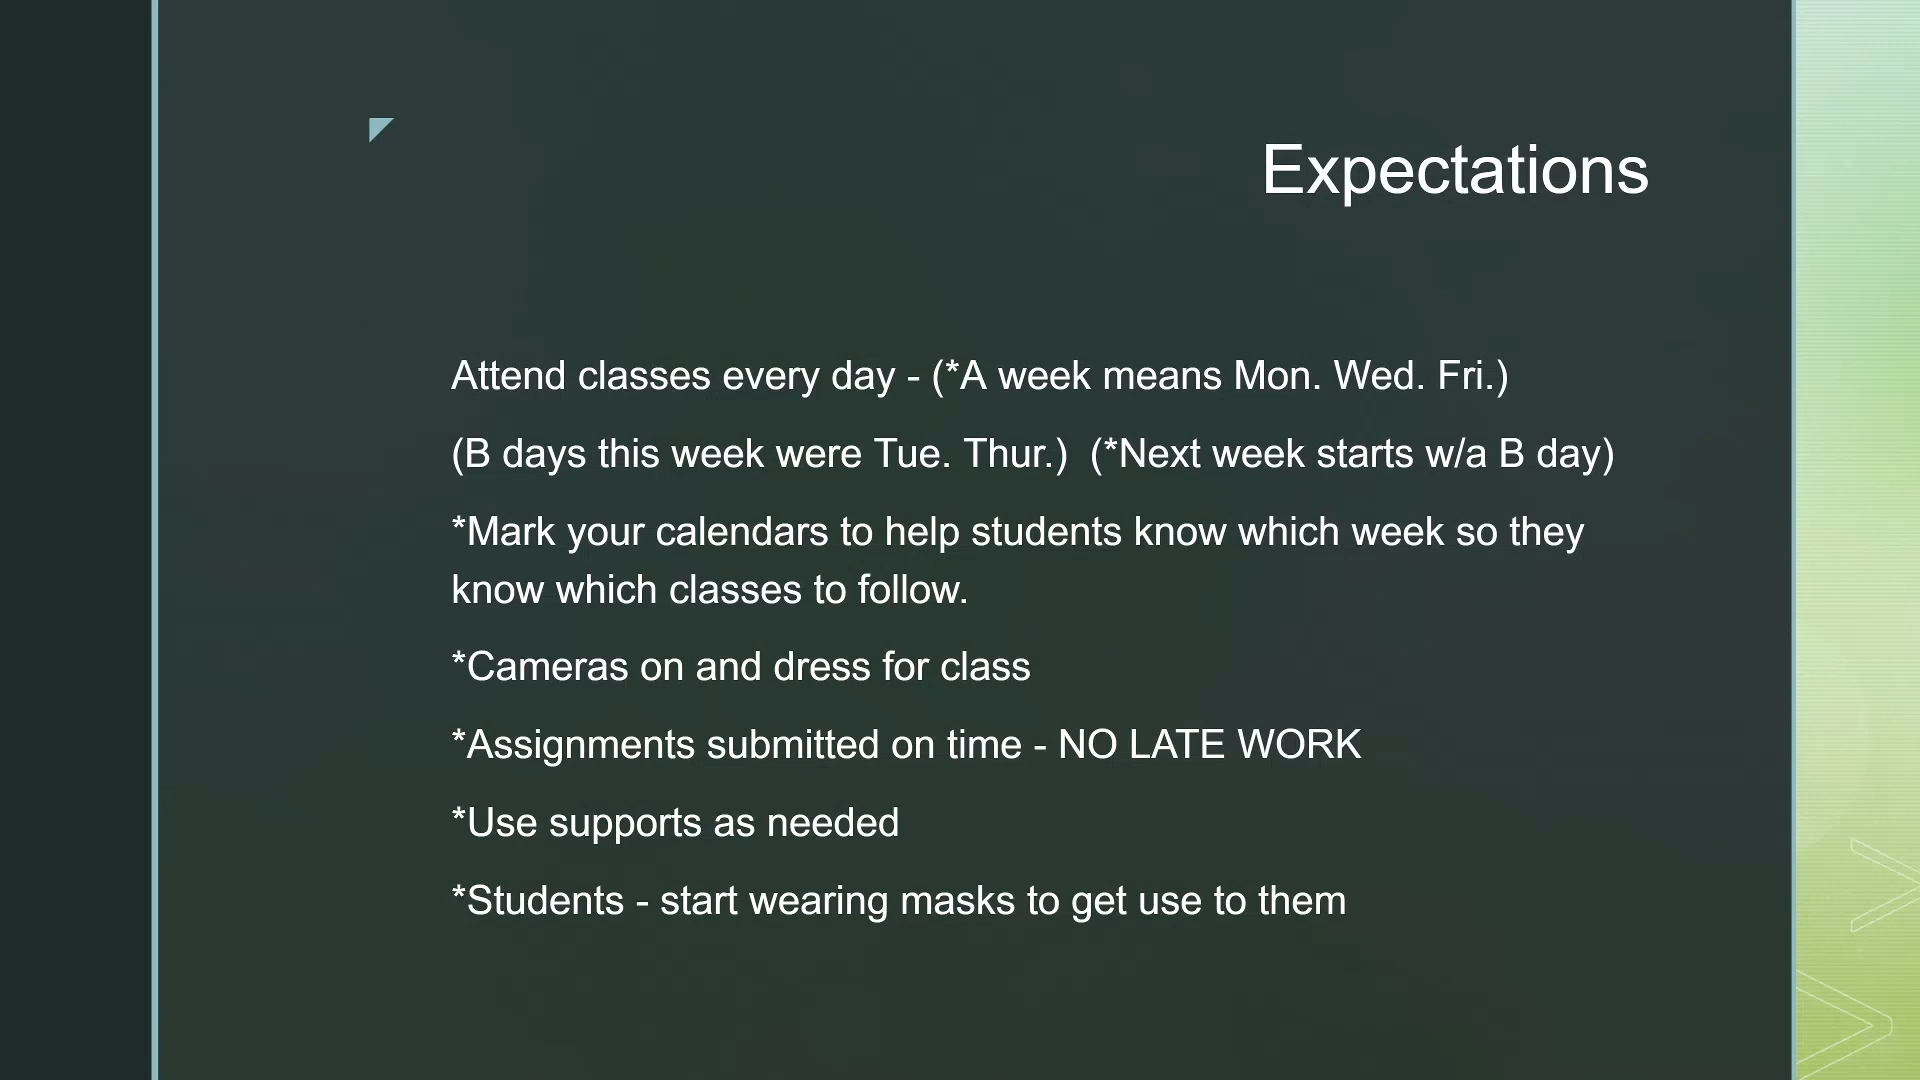 Expectations
Attend classes every day - (*A week means Mon. Wed. Fri.)
(B days this week were Tue. Thur.)  (*Next week starts w/a B day)
*Mark your calendars to help students know which week so they
know which classes to follow.
*Cameras on and dress for class
*Assignments submitted on time - NO LATE WORK
*Use supports as needed
*Students - start wearing masks to get use to them